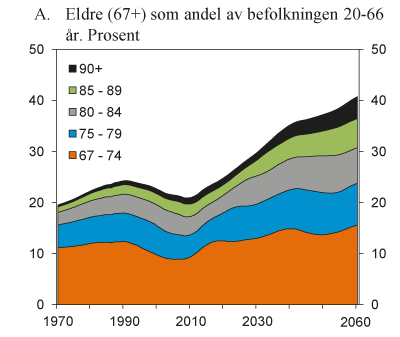 A. Eldre (67+) som andel av befolkningen 20-66
år. Prosent
50 50
90+
85 - 89
40 40
80 - 84
75 - 79
30 30
67 - 74
20 20
10 10
0 0
1970 1990 2010 2030 2060